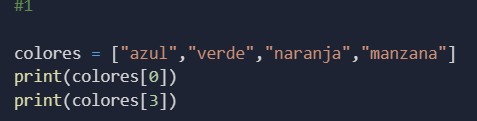 #1
colores = ["azul","verde","naranja","manzana"]
print(colores[0])
print(colores[3])